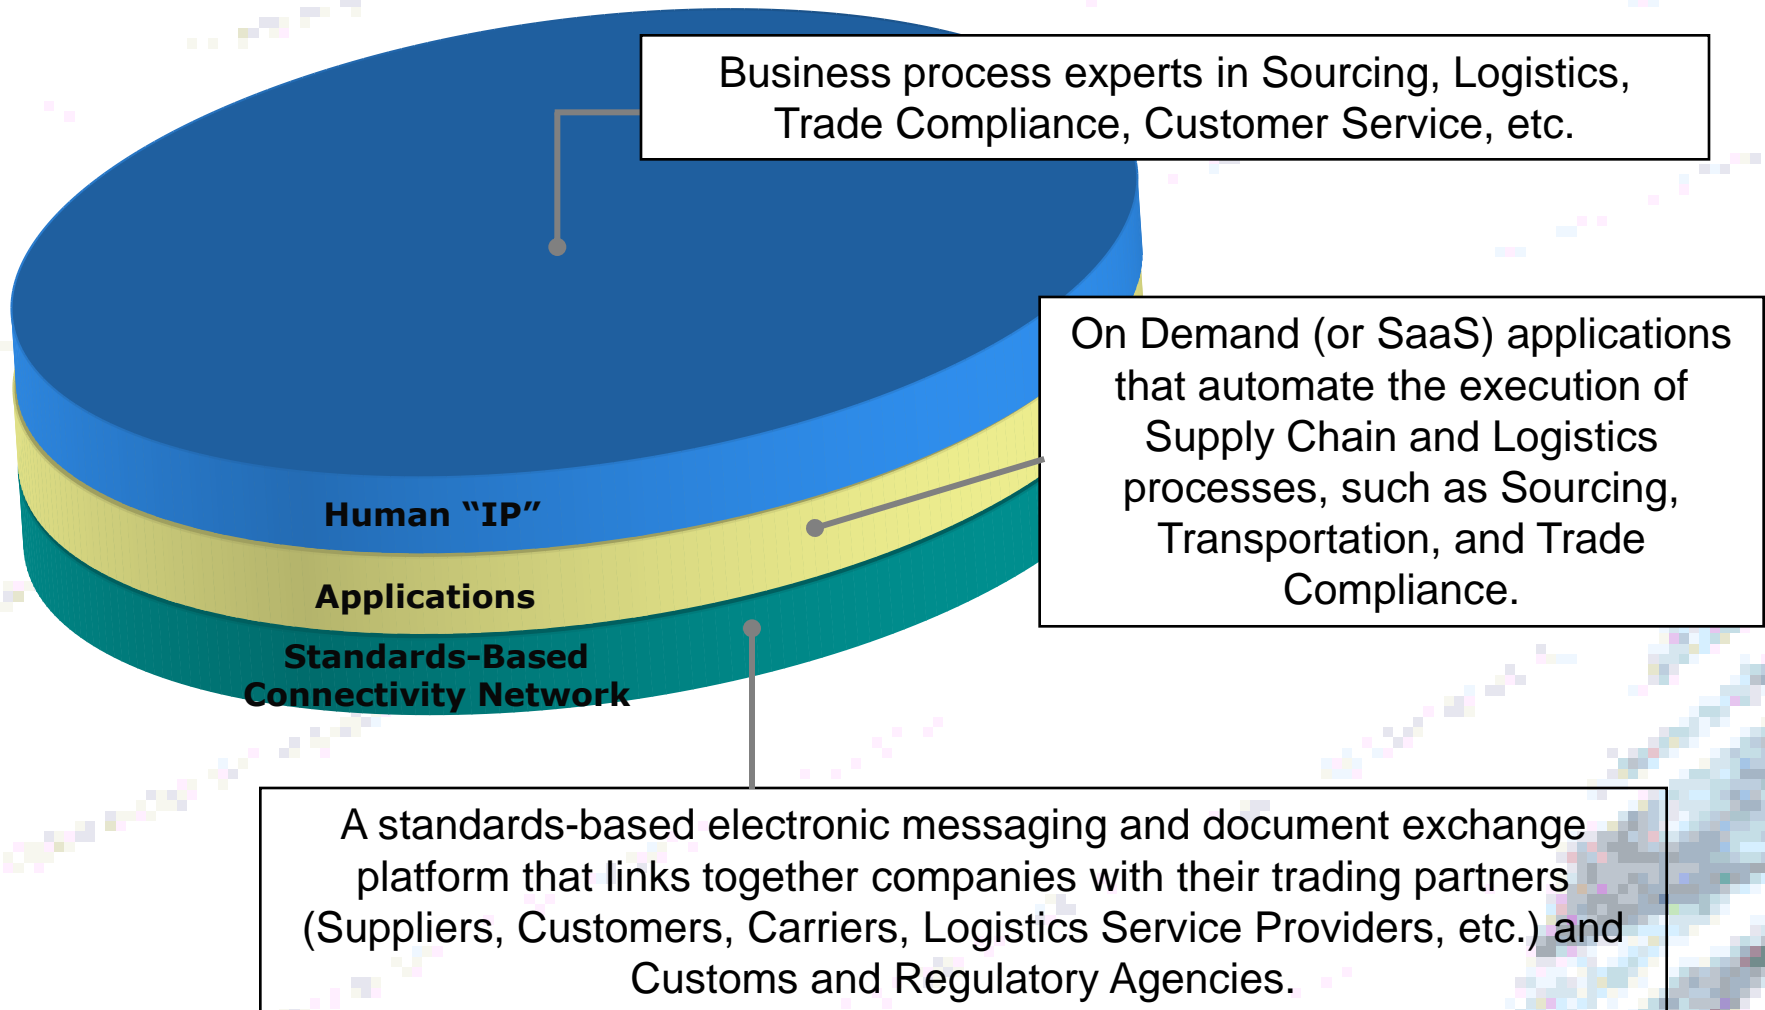 Business process experts in Sourcing, Logistics,
Trade Compliance, Customer Service, etc.
On Demand (or SaaS) applications
that automate the execution of
Supply Chain and Logistics
processes, such as Sourcing,
Transportation, and Trade
Compliance.
Human “IP”
Applications
Standards-Based
Connectivity Network
A standards-based electronic messaging and document exchange
platform that links together companies with their trading partners
(Suppliers, Customers, Carriers, Logistics Service Providers, etc.) and
Customs and Regulatory Agencies.